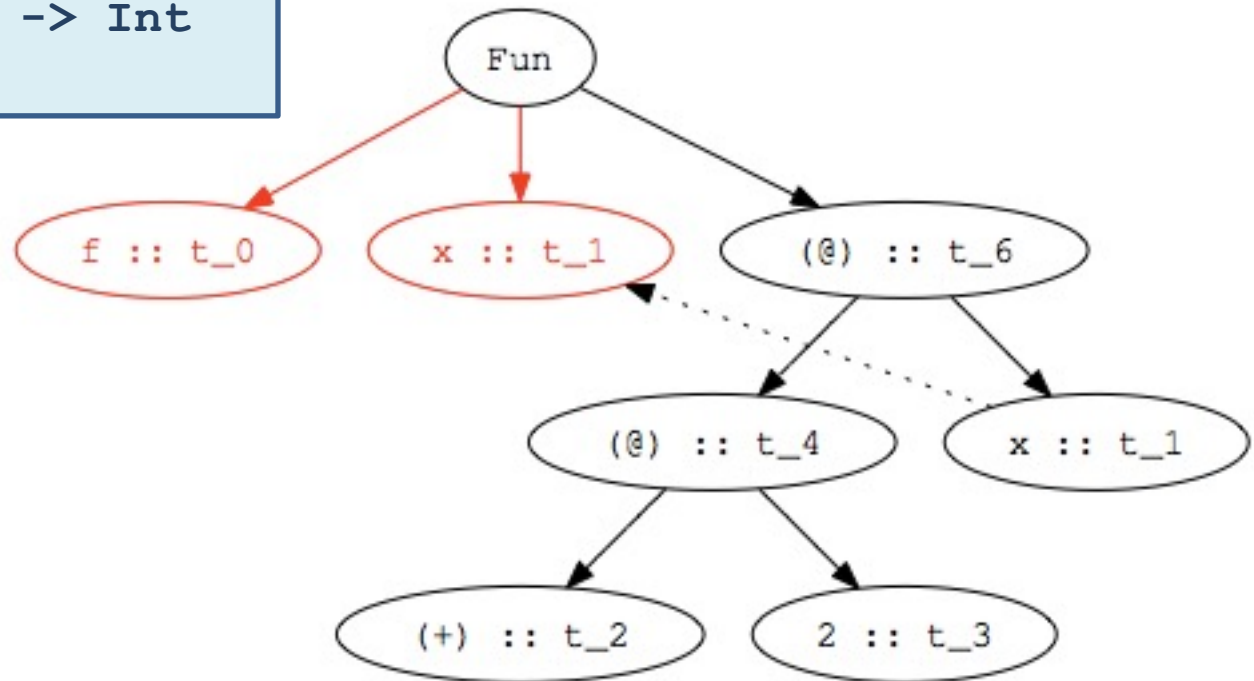 -> Int
Fun
f :: t_0
x :: t_1
(@) :: t_6
(@) :: t_4
x :: t_1
(+) :: t_2
2 :: t_3